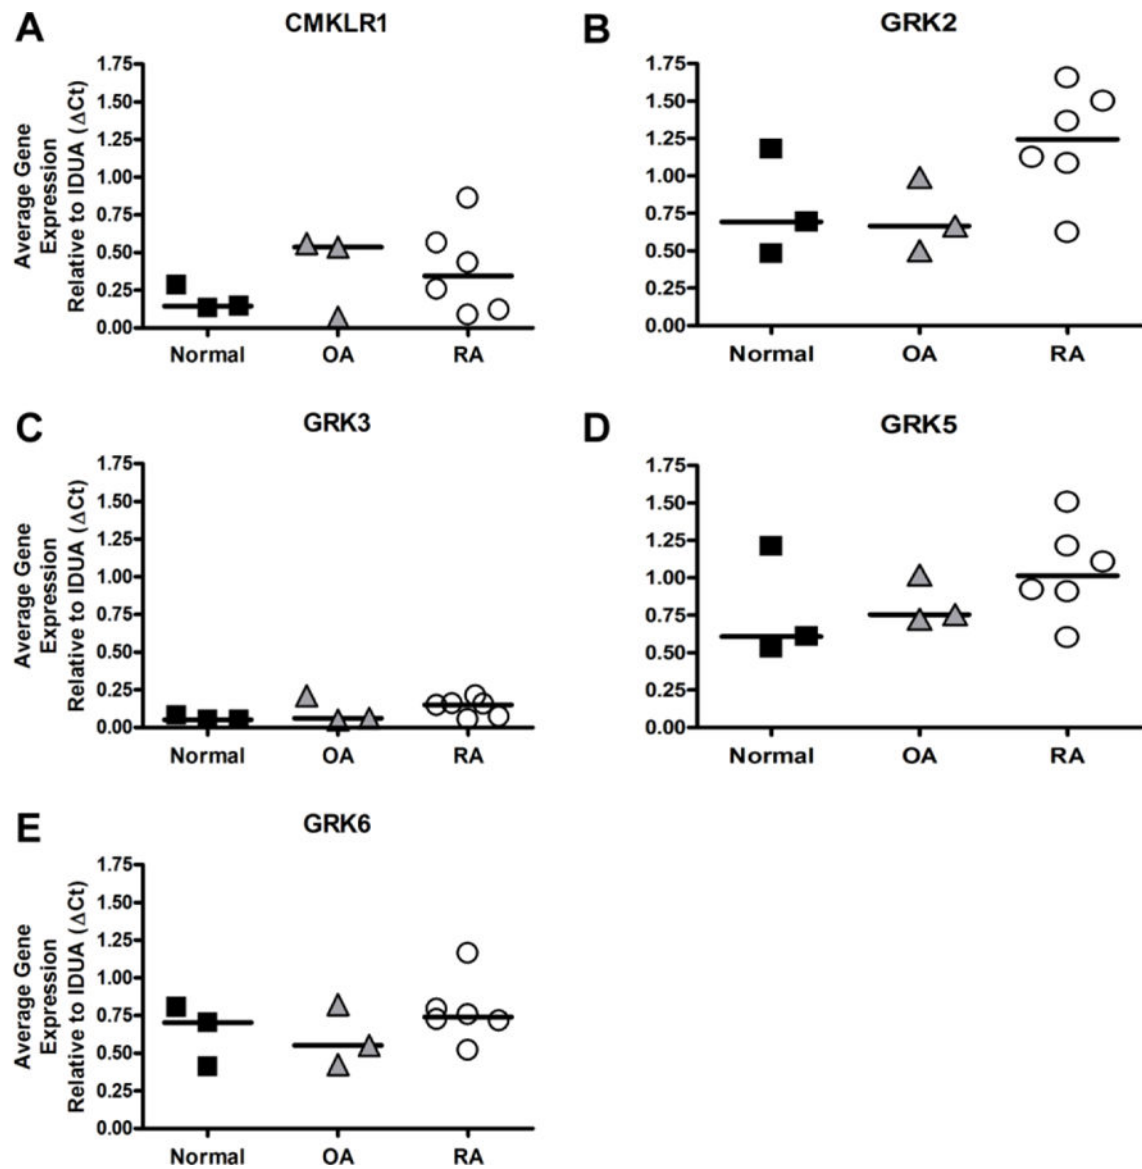 A
CMKLR1
Average Gene
Expression
Relative to IDUA (ΔCt)
1.75
1.50
1.25
1.00
0.75
0.50
0.25
0.00
Normal OA RA
B
GRK2
1.75
1.50
1.25
1.00
0.75
0.50
0.25
0.00
Normal OA RA
C
GRK3
Average Gene
Expression
Relative to IDUA (ΔCt)
1.75
1.50
1.25
1.00
0.75
0.50
0.25
0.00
Normal OA RA
D
GRK5
1.75
1.50
1.25
1.00
0.75
0.50
0.25
0.00
Normal OA RA
E
GRK6
Average Gene
Expression
Relative to IDUA (ΔCt)
1.75
1.50
1.25
1.00
0.75
0.50
0.25
0.00
Normal OA RA